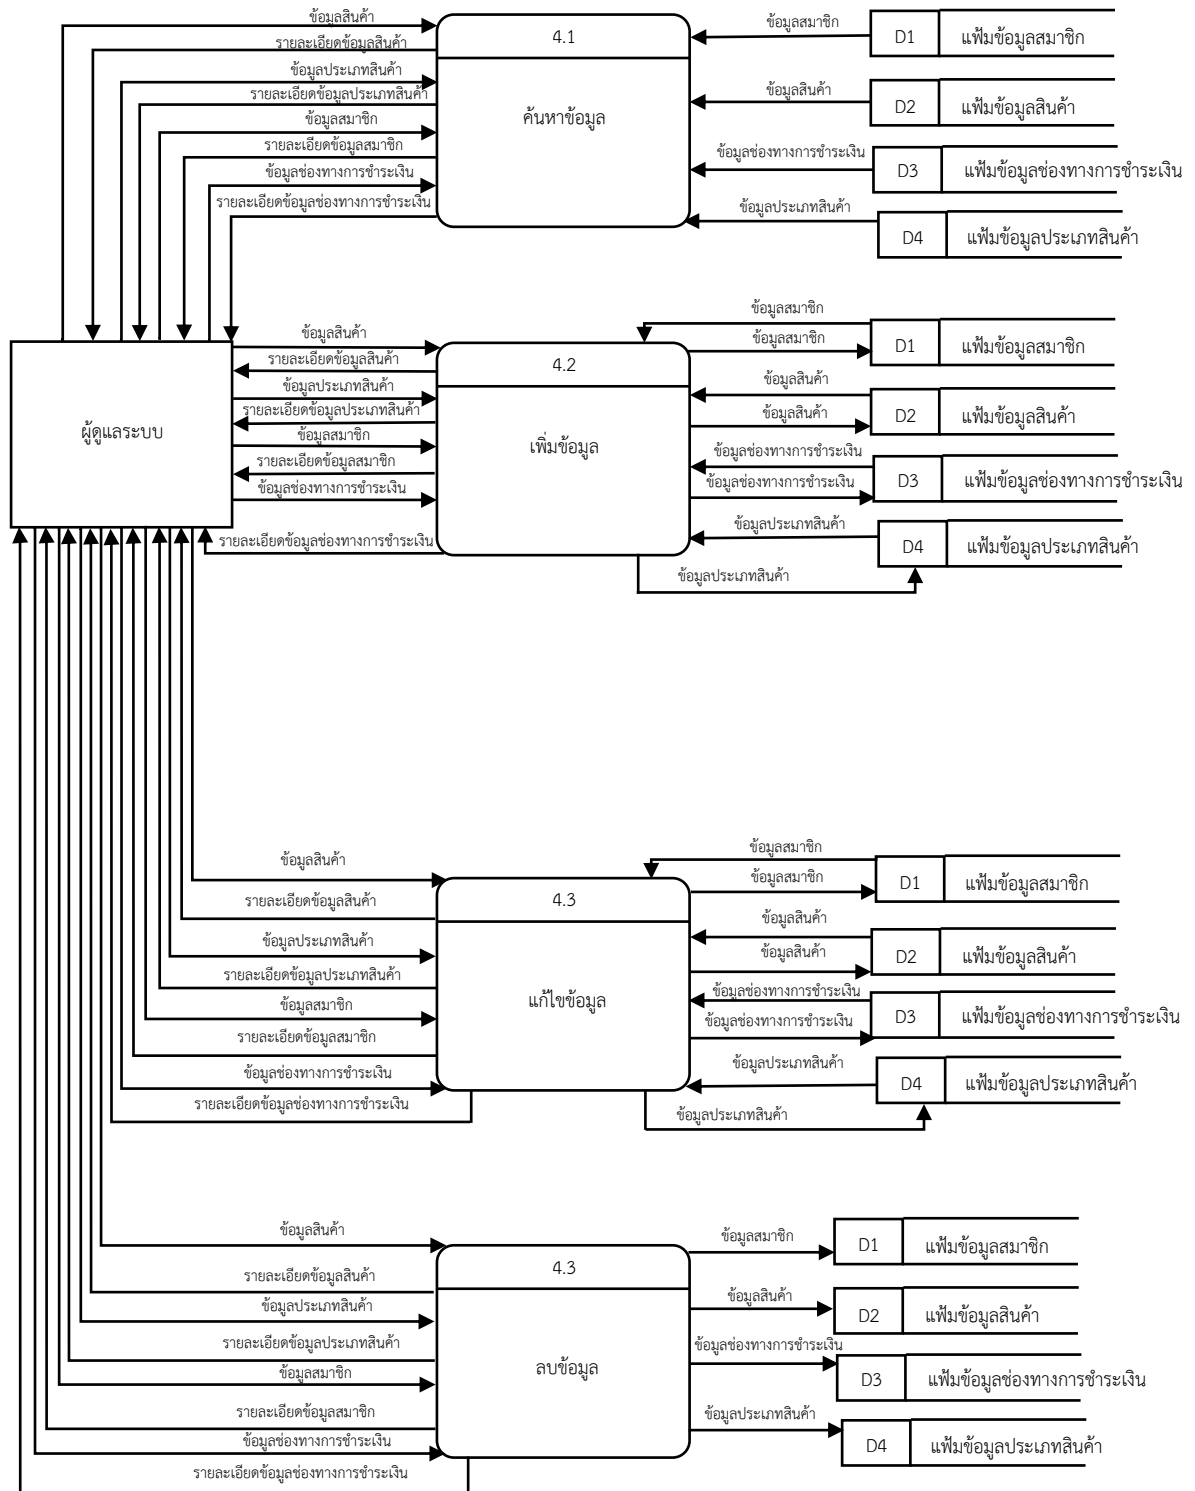 ข้อมูลสินค้า
รายละเอียดข้อมูลสินค้า
ข้อมูลประเภทสินค้า
รายละเอียดข้อมูลประเภทสินค้า
ข้อมูลสมาชิก
รายละเอียดข้อมูลสมาชิก
ข้อมูลช่องทางการชำระเงิน
รายละเอียดข้อมูลช่องทางการชำระเงิน
4.1
ค้นหาข้อมูล
ข้อมูลสมาชิก
D1 แฟ้มข้อมูลสมาชิก
ข้อมูลสินค้า
D2 แฟ้มข้อมูลสินค้า
ข้อมูลช่องทางการชำระเงิน
D3 แฟ้มข้อมูลช่องทางการชำระเงิน
ข้อมูลประเภทสินค้า
D4 แฟ้มข้อมูลประเภทสินค้า
ผู้ดูแลระบบ
ข้อมูลสินค้า
รายละเอียดข้อมูลสินค้า
ข้อมูลประเภทสินค้า
รายละเอียดข้อมูลประเภทสินค้า
ข้อมูลสมาชิก
รายละเอียดข้อมูลสมาชิก
ข้อมูลช่องทางการชำระเงิน
รายละเอียดข้อมูลช่องทางการชำระเงิน
4.2
เพิ่มข้อมูล
ข้อมูลสมาชิก
ข้อมูลสมาชิก
D1 แฟ้มข้อมูลสมาชิก
ข้อมูลสินค้า
ข้อมูลสินค้า
D2 แฟ้มข้อมูลสินค้า
ข้อมูลช่องทางการชำระเงิน
ข้อมูลช่องทางการชำระเงิน
D3 แฟ้มข้อมูลช่องทางการชำระเงิน
ข้อมูลประเภทสินค้า
D4 แฟ้มข้อมูลประเภทสินค้า
ข้อมูลประเภทสินค้า
ข้อมูลสินค้า
รายละเอียดข้อมูลสินค้า
ข้อมูลประเภทสินค้า
รายละเอียดข้อมูลประเภทสินค้า
ข้อมูลสมาชิก
รายละเอียดข้อมูลสมาชิก
ข้อมูลช่องทางการชำระเงิน
รายละเอียดข้อมูลช่องทางการชำระเงิน
4.3
แก้ไขข้อมูล
ข้อมูลสมาชิก
ข้อมูลสมาชิก
D1 แฟ้มข้อมูลสมาชิก
ข้อมูลสินค้า
ข้อมูลสินค้า
D2 แฟ้มข้อมูลสินค้า
ข้อมูลช่องทางการชำระเงิน
ข้อมูลช่องทางการชำระเงิน
D3 แฟ้มข้อมูลช่องทางการชำระเงิน
ข้อมูลประเภทสินค้า
D4 แฟ้มข้อมูลประเภทสินค้า
ข้อมูลประเภทสินค้า
ข้อมูลสินค้า
รายละเอียดข้อมูลสินค้า
ข้อมูลประเภทสินค้า
รายละเอียดข้อมูลประเภทสินค้า
ข้อมูลสมาชิก
รายละเอียดข้อมูลสมาชิก
ข้อมูลช่องทางการชำระเงิน
รายละเอียดข้อมูลช่องทางการชำระเงิน
4.3
ลบข้อมูล
ข้อมูลสมาชิก
D1 แฟ้มข้อมูลสมาชิก
ข้อมูลสินค้า
D2 แฟ้มข้อมูลสินค้า
ข้อมูลช่องทางการชำระเงิน
D3 แฟ้มข้อมูลช่องทางการชำระเงิน
ข้อมูลประเภทสินค้า
D4 แฟ้มข้อมูลประเภทสินค้า